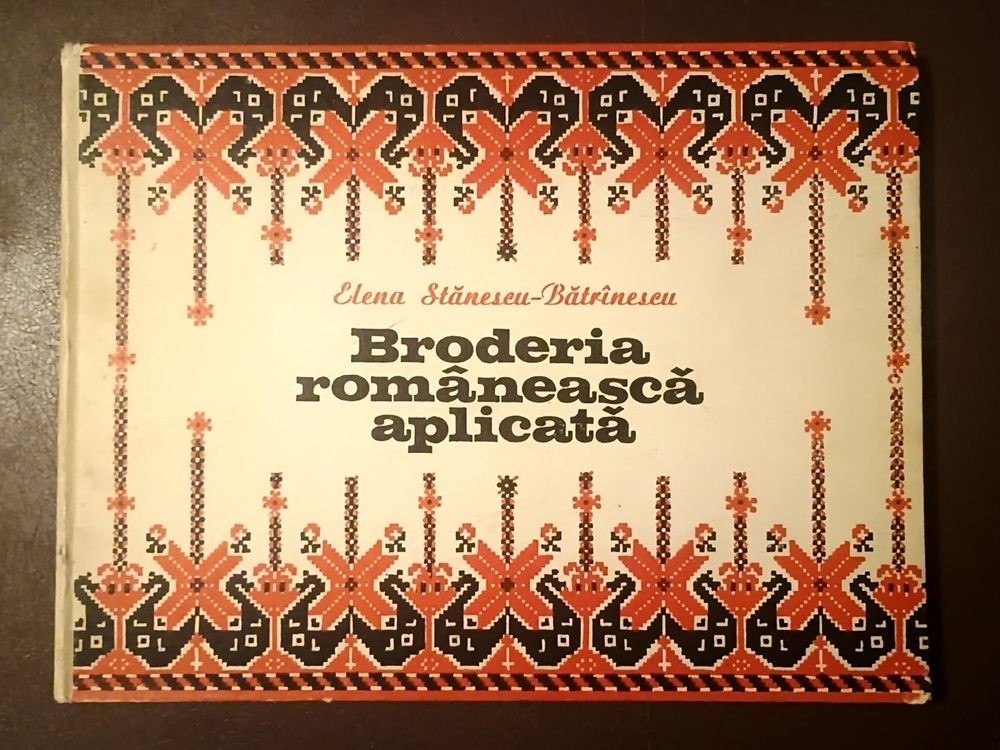 Elena Stănescu-Bătrînescu
Broderia
românească
aplicată